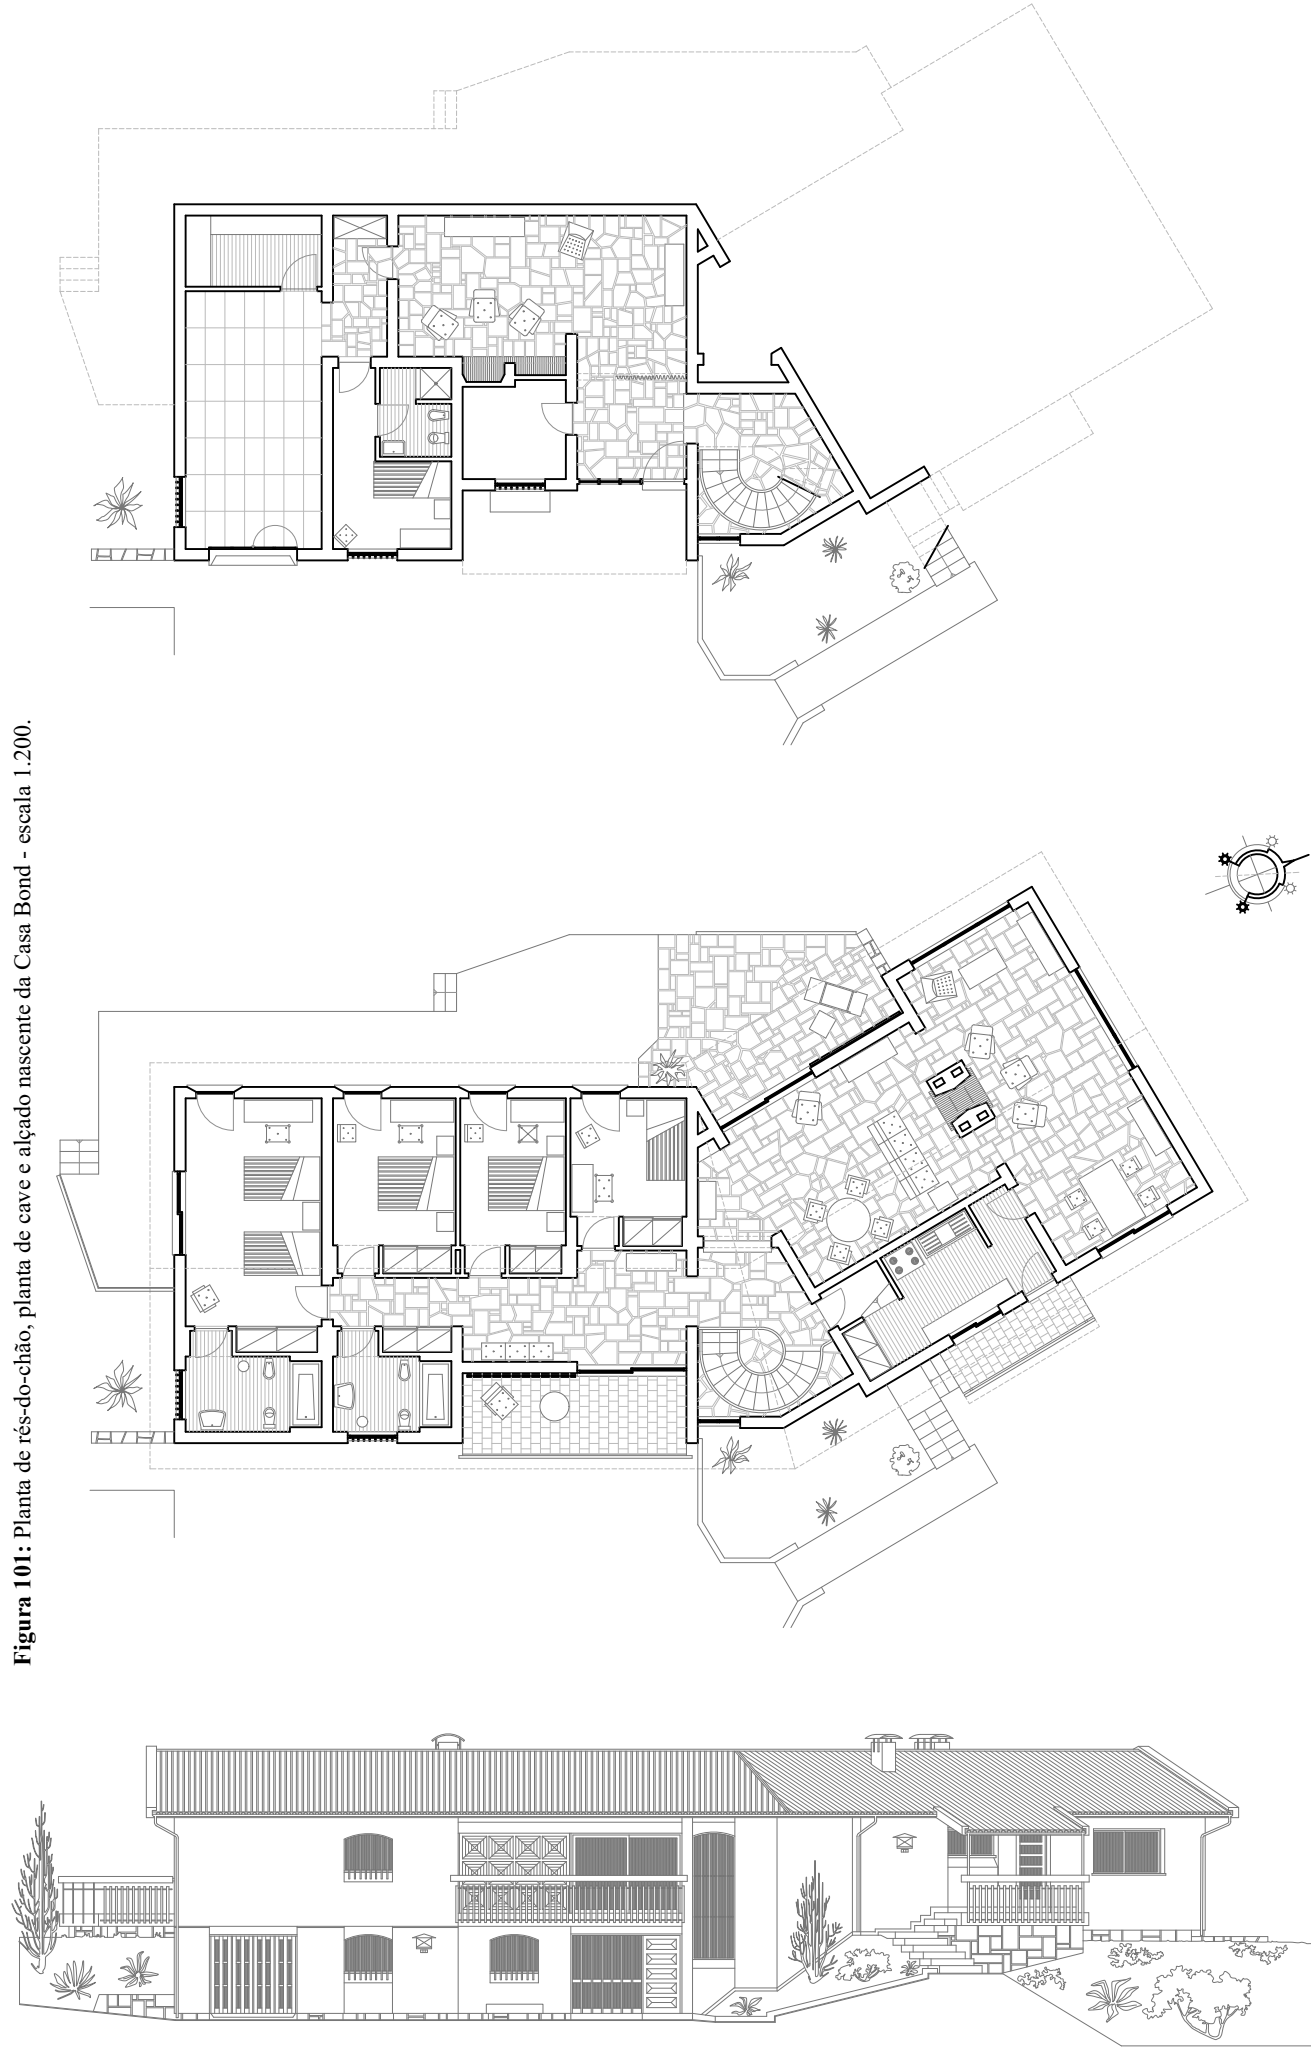 Figura 101: Planta de rés-do-chão, planta de cave e alçado nascente da Casa Bond - escala 1.200.